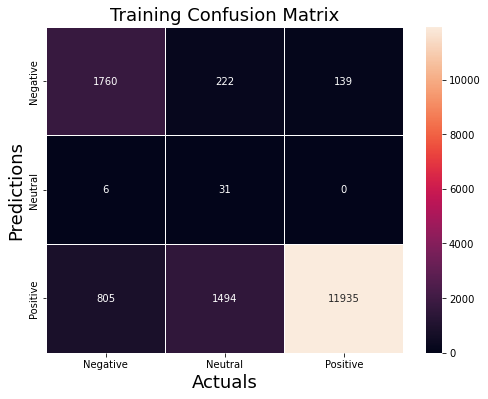 Training Confusion Matrix
Predictions
Negative
1760 222 139
Neutral
6 31 0
Positive
805 1494 11935
Negative Neutral Positive
Actuals
10000
8000
6000
4000
2000
0